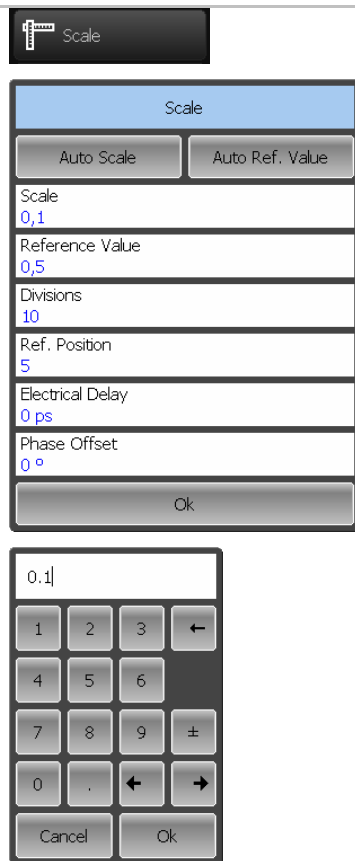 Scale
Scale
Auto Scale Auto Ref. Value
Scale
0,1
Reference Value
0,5
Divisions
10
Ref. Position
5
Electrical Delay
0 ps
Phase Offset
0 °
Ok
0.1
1 2 3 ←
4 5 6
7 8 9 ±
0 . ← →
Cancel Ok